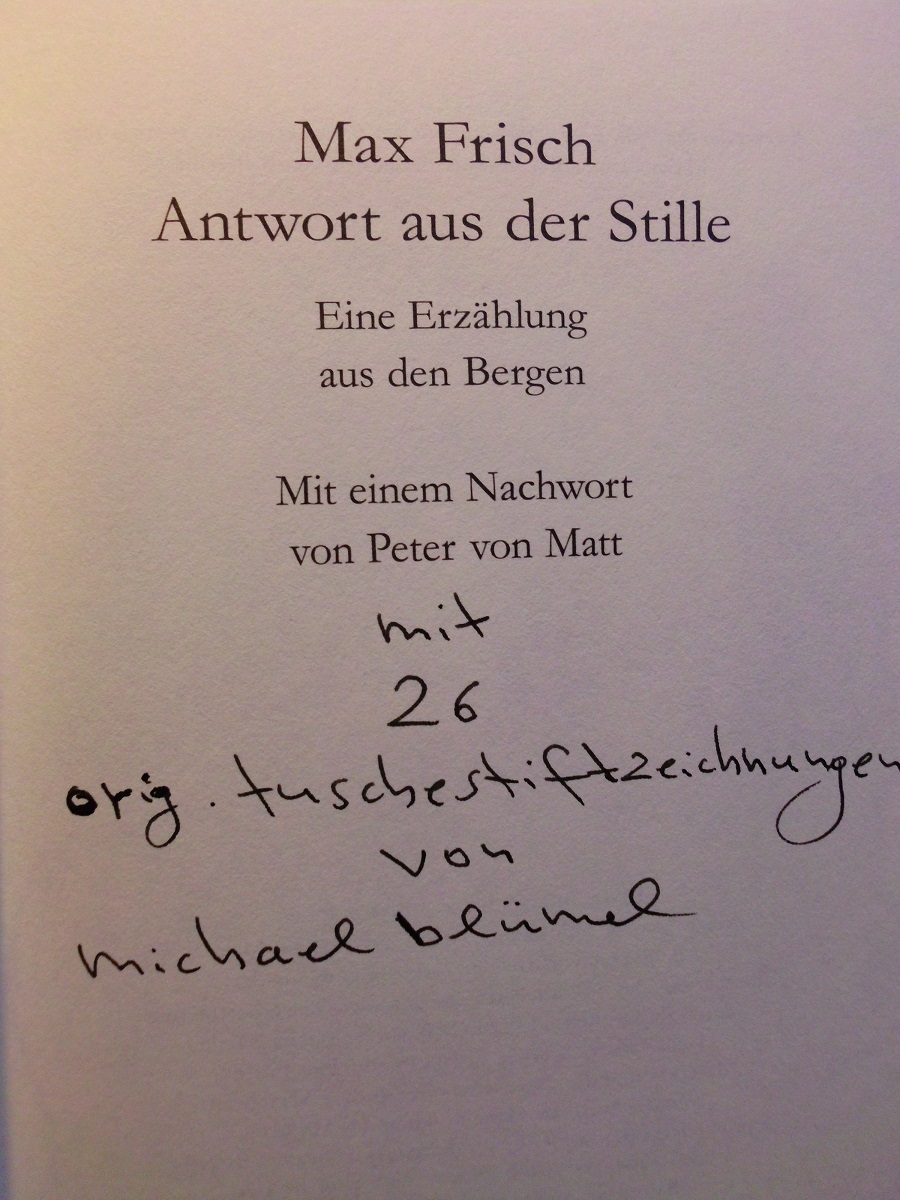 Max Frisch
Antwort aus der Stille
Eine Erzählung
aus den Bergen
Mit einem Nachwort
von Peter von Matt
mit
26
orig. tuschestiftzeichnungen
von
michael blümel